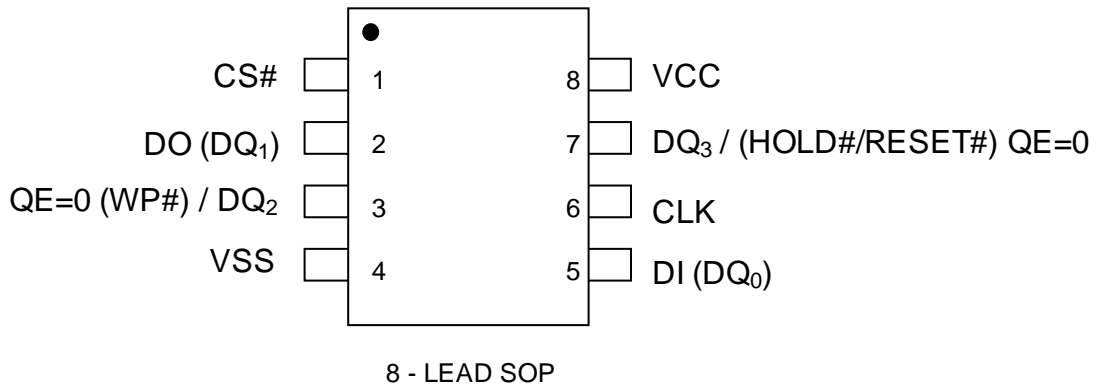 CS# 1 8 VCC
DO (DQ₁) 2 7 DQ₃ / (HOLD#/RESET#) QE=0
QE=0 (WP#) / DQ₂ 3 6 CLK
VSS 4 5 DI (DQ₀)
8 - LEAD SOP